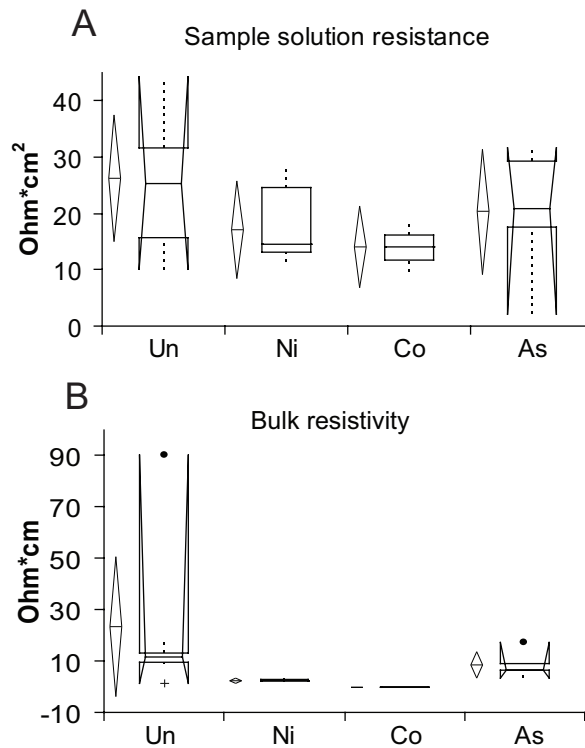 A
Sample solution resistance
Ohm*cm²
40
30
20
10
0
Un Ni Co As
B
Bulk resistivity
Ohm*cm
90
70
50
30
10
-10
Un Ni Co As